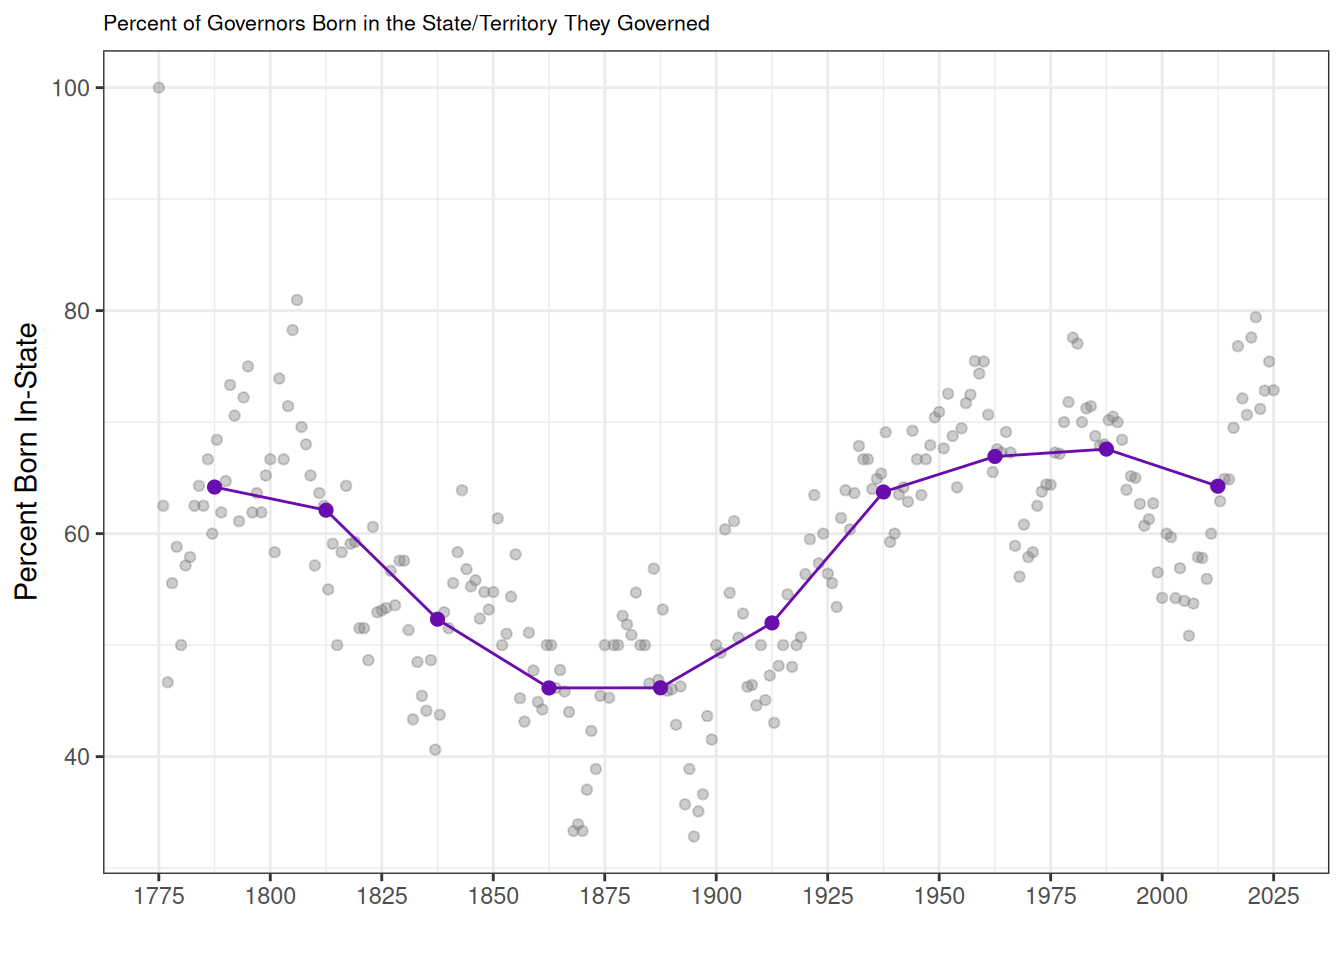 Percent of Governors Born in the State/Territory They Governed
Percent Born In-State
100
80
60
40
1775 1800 1825 1850 1875 1900 1925 1950 1975 2000 2025